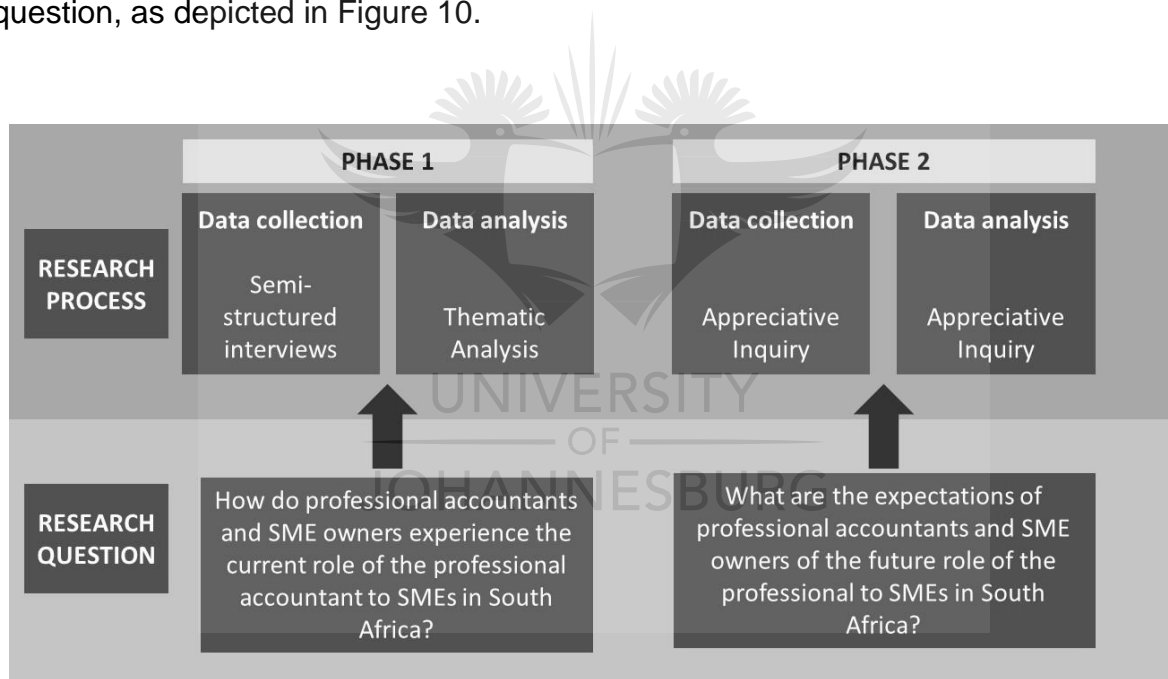 question, as depicted in Figure 10.
PHASE 1
PHASE 2
Data collection
Data analysis
Data collection
Data analysis
RESEARCH
PROCESS
Semi-
structured
interviews
Thematic
Analysis
Appreciative
Inquiry
Appreciative
Inquiry
UNIVERSITY
OF
JOHANNESBURG
RESEARCH
QUESTION
How do professional accountants
and SME owners experience the
current role of the professional
accountant to SMEs in South
Africa?
What are the expectations of
professional accountants and SME
owners of the future role of the
professional to SMEs in South
Africa?